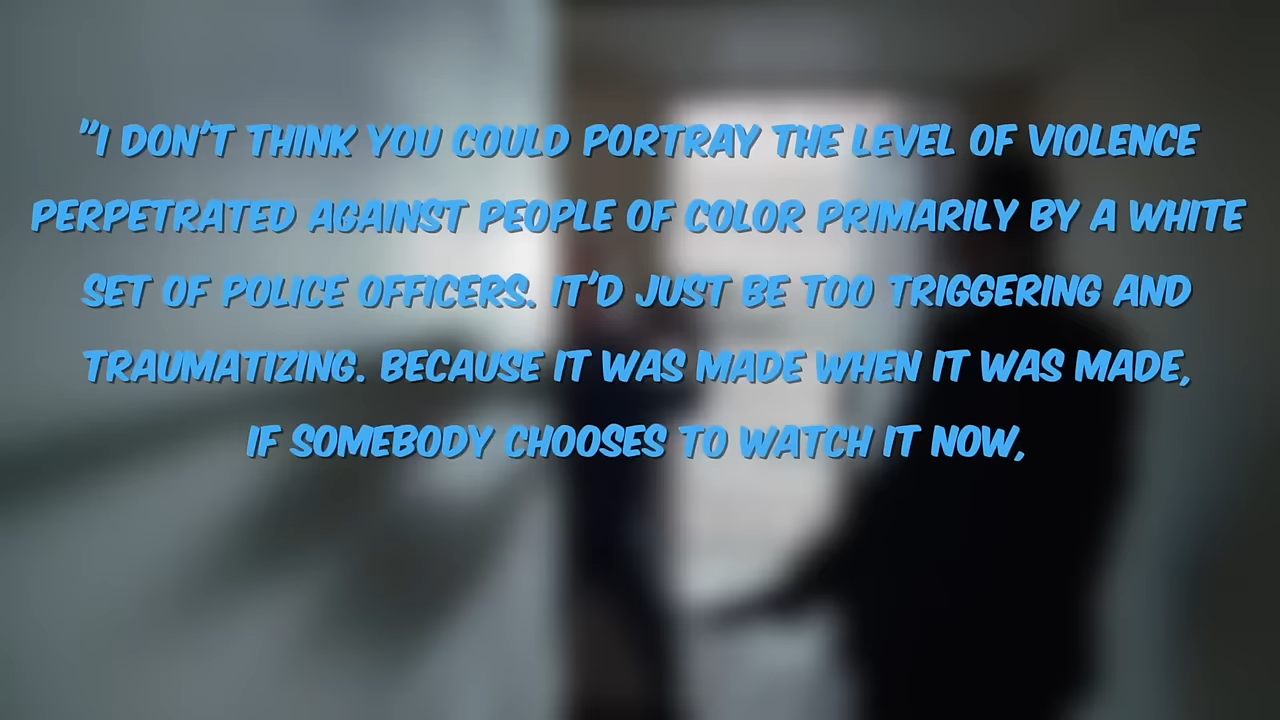 "I DON'T THINK YOU COULD PORTRAY THE LEVEL OF VIOLENCE
PERPETRATED AGAINST PEOPLE OF COLOR PRIMARILY BY A WHITE
SET OF POLICE OFFICERS. IT'D JUST BE TOO TRIGGERING AND
TRAUMATIZING. BECAUSE IT WAS MADE WHEN IT WAS MADE,
IF SOMEBODY CHOOSES TO WATCH IT NOW,